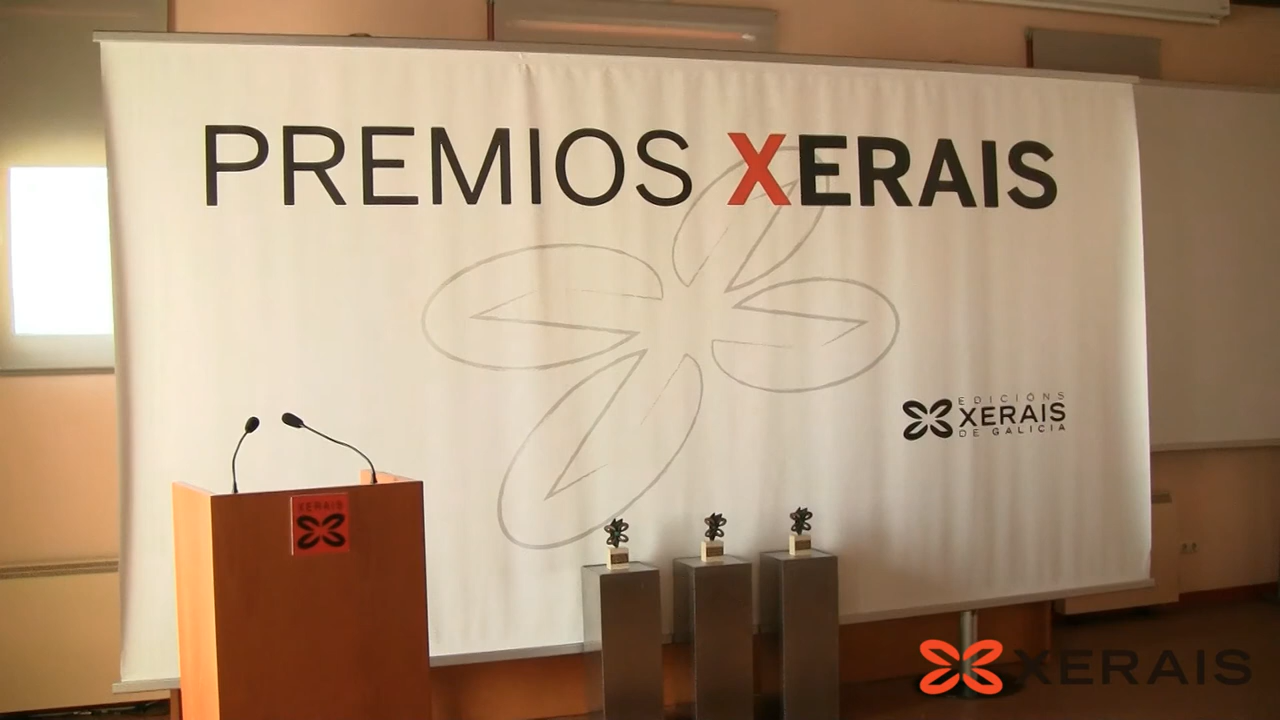 PREMIOS XERAIS
EDICIÓNS
XERAIS
DE GALICIA
XERAIS
XERAIS